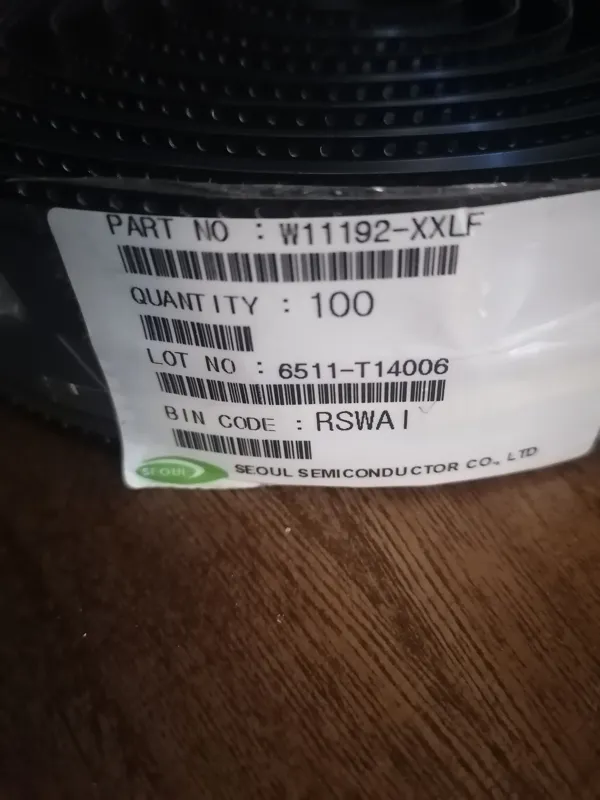 PART NO : W11192-XXLF
QUANTITY : 100
LOT NO : 6511-T14006
BIN CODE : RSWAI
SEOUL
SEOUL SEMICONDUCTOR CO., LTD